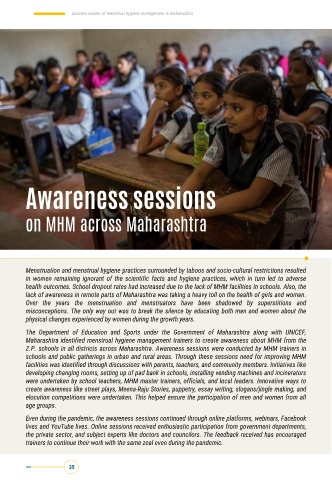 success stories of menstrual hygiene management in Maharashtra
Awareness sessions
on MHM across Maharashtra
Menstruation and menstrual hygiene practices surrounded by taboos and socio-cultural restrictions resulted
in women remaining ignorant of the scientific facts and hygiene practices, which in turn led to adverse
health outcomes. School dropout rates had increased due to the lack of MHM facilities in schools. Also, the
lack of awareness in remote parts of Maharashtra was taking a heavy toll on the health of girls and women.
Over the years the menstruation and menstruators have been shadowed by superstitions and
misconceptions. The only way out was to break the silence by educating both men and women about the
physical changes experienced by women during the growth years.
The Department of Education and Sports under the Government of Maharashtra along with UNICEF,
Maharashtra identified menstrual hygiene management trainers to create awareness about MHM from the
Z.P. schools in all districts across Maharashtra. Awareness sessions were conducted by MHM trainers in
schools and public gatherings in urban and rural areas. Through these sessions need for improving MHM
facilities was identified through discussions with parents, teachers, and community members. Initiatives like
developing changing rooms, setting up of pad bank in schools, installing vending machines and incinerators
were undertaken by school teachers, MHM master trainers, officials, and local leaders. Innovative ways to
create awareness like street plays, Meena-Raju Stories, puppetry, essay writing, slogans/jingle making, and
elocution competitions were undertaken. This helped ensure the participation of men and women from all
age groups.
Even during the pandemic, the awareness sessions continued through online platforms, webinars, Facebook
lives and YouTube lives. Online sessions received enthusiastic participation from government departments,
the private sector, and subject experts like doctors and councilors. The feedback received has encouraged
trainers to continue their work with the same zeal even during the pandemic.